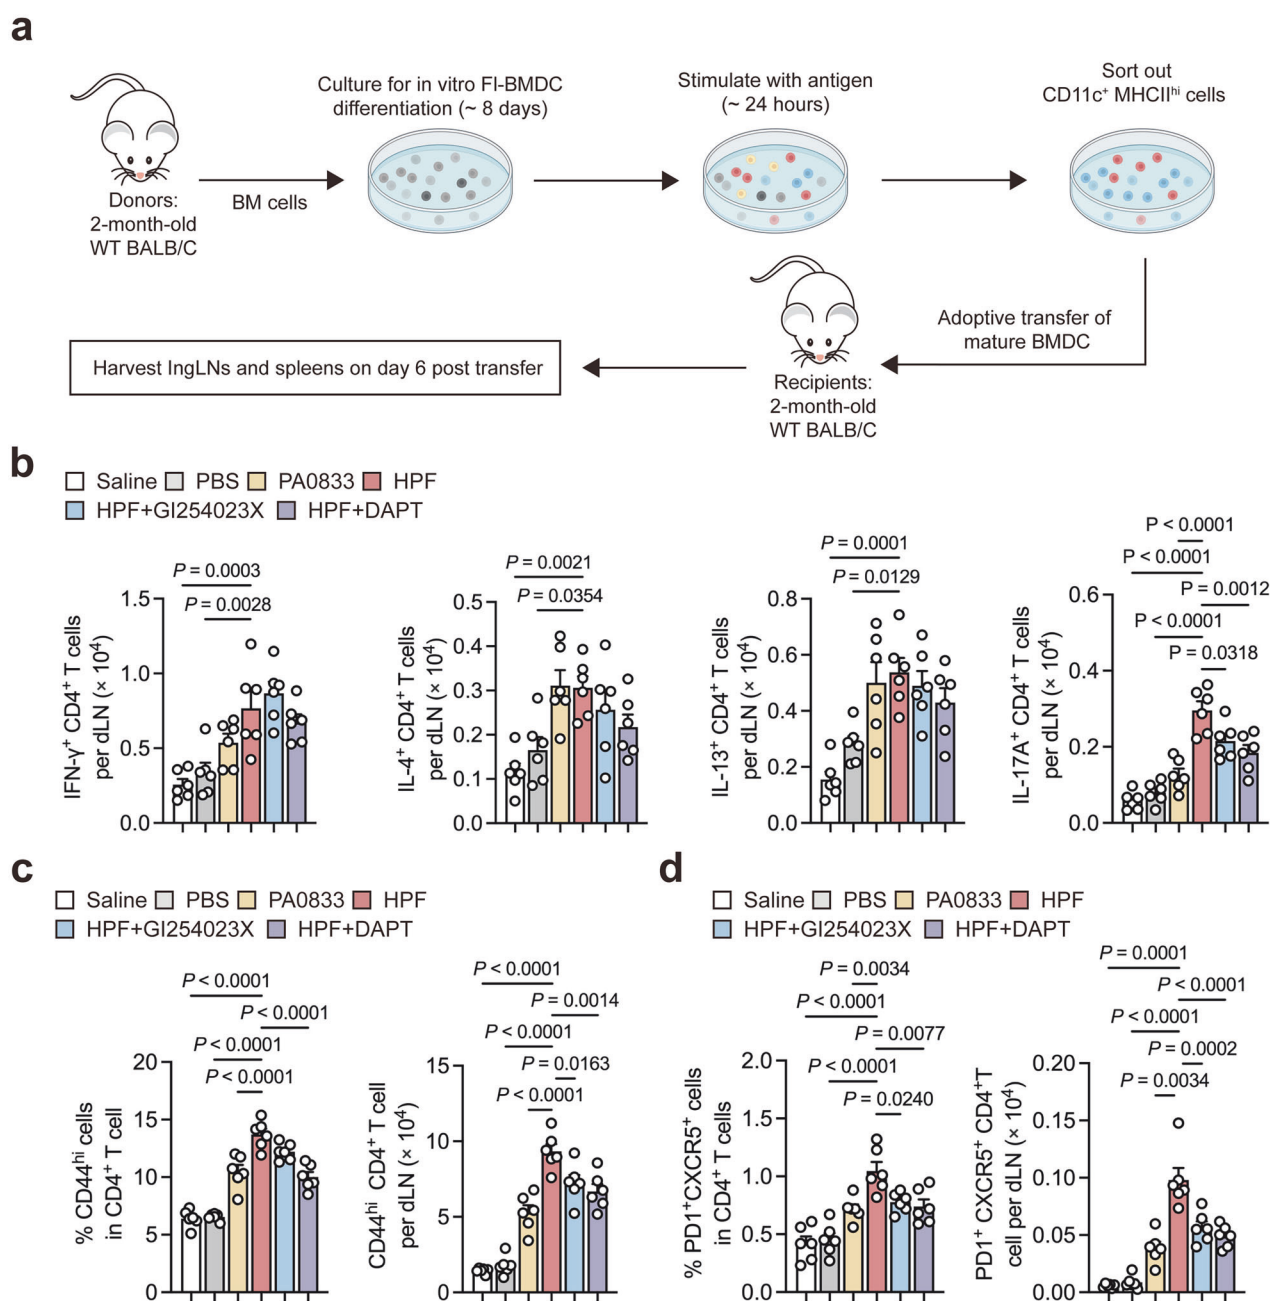 a
Culture for in vitro Fl-BMDC
differentiation (~ 8 days)
Stimulate with antigen
(~ 24 hours)
Sort out
CD11c⁺ MHCIIʰⁱ cells
BM cells
Donors:
2-month-old
WT BALB/C
Adoptive transfer of
mature BMDC
Harvest IngLNs and spleens on day 6 post transfer
Recipients:
2-month-old
WT BALB/C
b
Saline PBS PA0833 HPF
HPF+GI254023X HPF+DAPT
P = 0.0003
P = 0.0028
1.5
1.0
0.5
0.0
IFN-γ⁺ CD4⁺ T cells
per dLN (× 10⁴)
P = 0.0021
P = 0.0354
0.5
0.4
0.3
0.2
0.1
0.0
IL-4⁺ CD4⁺ T cells
per dLN (× 10⁴)
P = 0.0001
P = 0.0129
0.8
0.6
0.4
0.2
0.0
IL-13⁺ CD4⁺ T cells
per dLN (× 10⁴)
P < 0.0001
P < 0.0001
P = 0.0012
P < 0.0001
P = 0.0318
0.6
0.4
0.2
0.0
IL-17A⁺ CD4⁺ T cells
per dLN (× 10⁴)
c
Saline PBS PA0833 HPF
HPF+GI254023X HPF+DAPT
P < 0.0001
P < 0.0001
P < 0.0001
P < 0.0001
20
15
10
5
0
% CD44ʰⁱ cells
in CD4⁺ T cell
P < 0.0001
P = 0.0014
P < 0.0001
P = 0.0163
P < 0.0001
15
10
5
0
CD44ʰⁱ CD4⁺ T cell
per dLN (× 10⁴)
d
Saline PBS PA0833 HPF
HPF+GI254023X HPF+DAPT
P = 0.0034
P < 0.0001
P = 0.0077
P < 0.0001
P = 0.0240
2.0
1.5
1.0
0.5
0.0
% PD1⁺CXCR5⁺ cells
in CD4⁺ T cells
P = 0.0001
P < 0.0001
P < 0.0001
P = 0.0002
P = 0.0034
0.20
0.15
0.10
0.05
0.00
PD1⁺ CXCR5⁺ CD4⁺T
cell per dLN (× 10⁴)